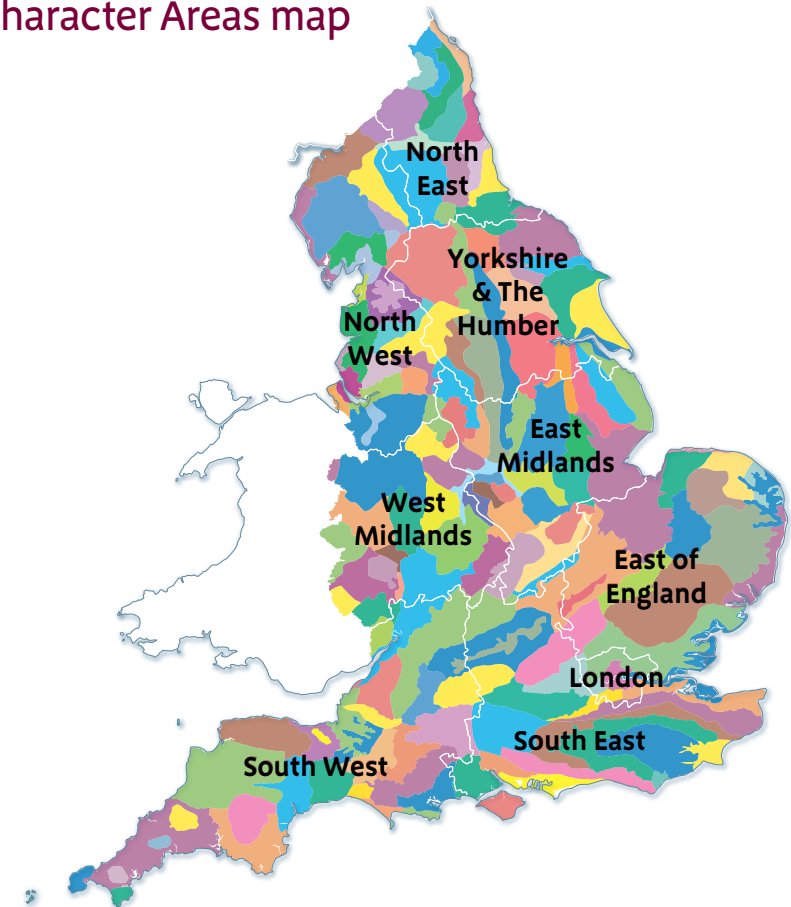 haracter Areas map
North
East
Yorkshire
& The
Humber
North
West
East
Midlands
West
Midlands
East of
England
London
South East
South West